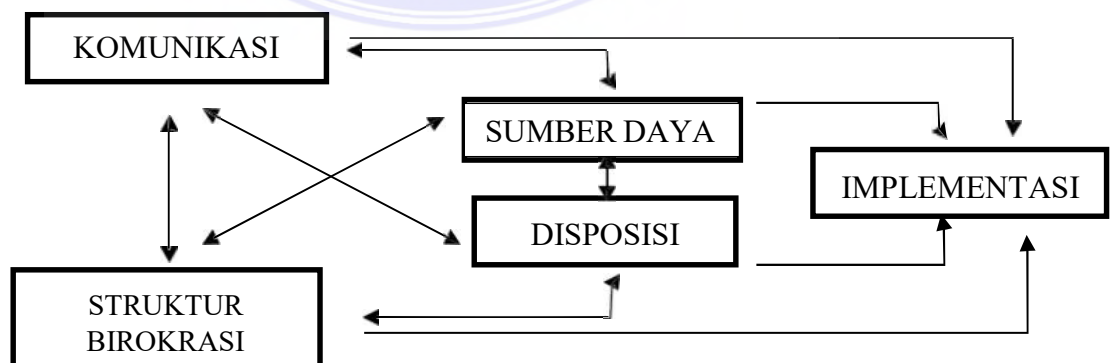 KOMUNIKASI
SUMBER DAYA
IMPLEMENTASI
DISPOSISI
STRUKTUR
BIROKRASI